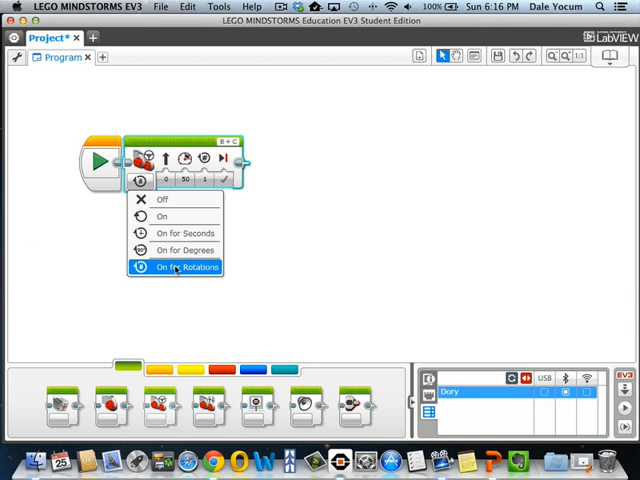 LEGO MINDSTORMS EV3 File Edit Tools Help 100% Sun 6:16 PM Dale Yocum
LEGO MINDSTORMS Education EV3 Student Edition
Project* × +
LabVIEW
Program × +
1:1
B + C
0 50 1
Off
On
On for Seconds
On for Degrees
On for Rotations
USB EV3
Dory
25